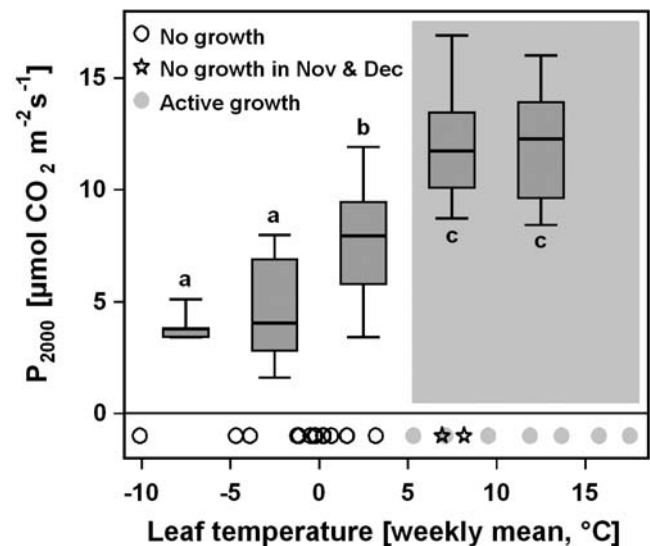 No growth
No growth in Nov & Dec
Active growth
P2000 [µmol CO2 m-2s-1]
15
10
5
0
a
a
b
c
c
-10 -5 0 5 10 15
Leaf temperature [weekly mean, °C]